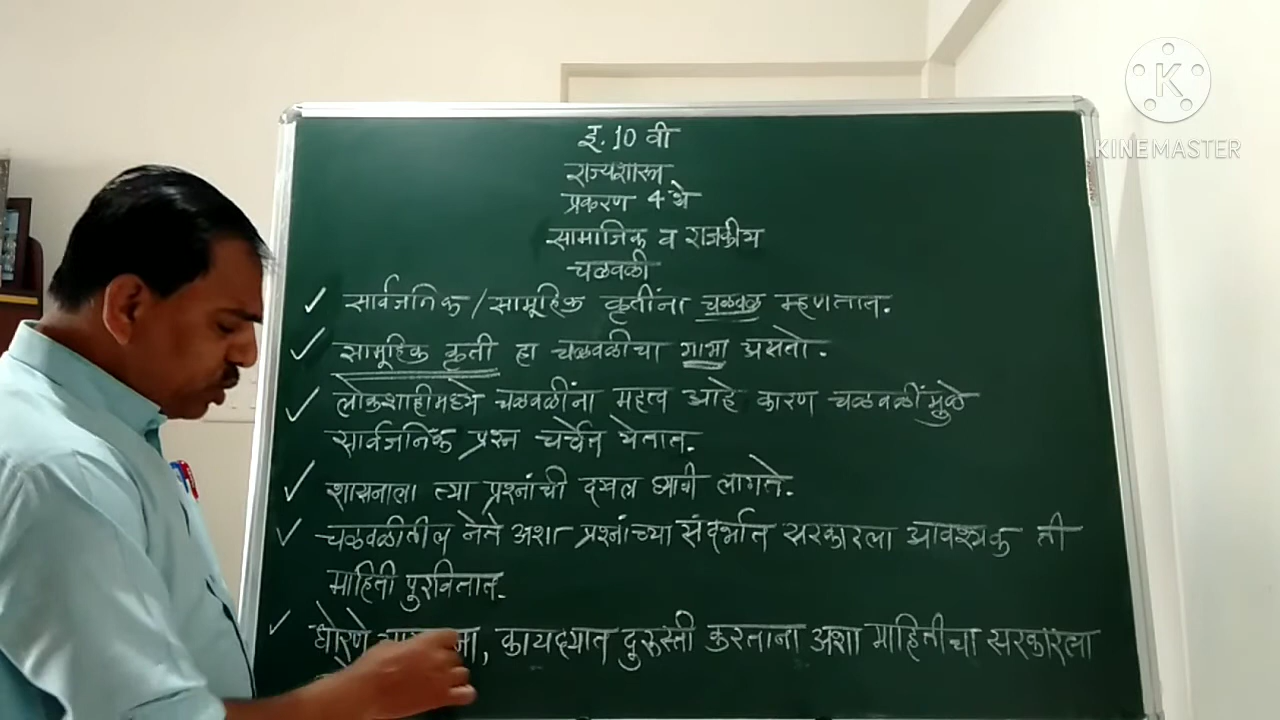 इ. 10 वी
राज्यशास्त्र
प्रकरण 4 थे
सामाजिक व राजकीय
चळवळी
सार्वजनिक / सामूहिक कृतींना चळवळ म्हणतात.
सामूहिक कृती हा चळवळीचा गाभा असतो.
लोकशाहीमध्ये चळवळींना महत्व आहे कारण चळवळींमुळे
सार्वजनिक प्रश्न चर्चेत येतात.
शासनाला त्या प्रश्नांची दखल घ्यावी लागते.
चळवळीतील नेते अशा प्रश्नांच्या संदर्भात सरकारला आवश्यक ती
माहिती पुरवितात.
धोरणे कायद्यात दुरुस्ती करताना अशा माहितीचा सरकारला
K
KINEMASTER